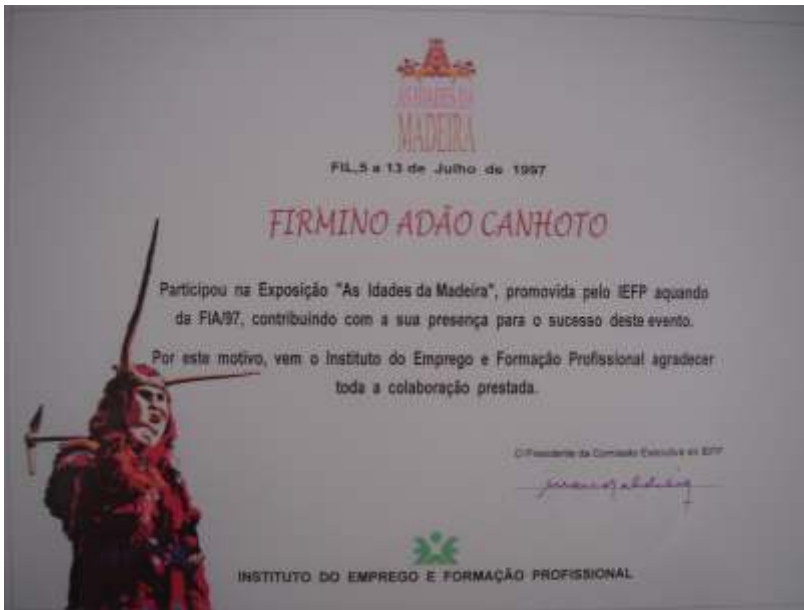 AS IDADES DA
MADEIRA
FIL,5 a 13 de Julho de 1997
FIRMINO ADÃO CANHOTO
Participou na Exposição "As Idades da Madeira", promovida pelo IEFP aquando
da FIA/97, contribuindo com a sua presença para o sucesso deste evento.
Por este motivo, vem o Instituto do Emprego e Formação Profissional agradecer
toda a colaboração prestada.
O Presidente da Comissão Executiva do IEFP
INSTITUTO DO EMPREGO E FORMAÇÃO PROFISSIONAL